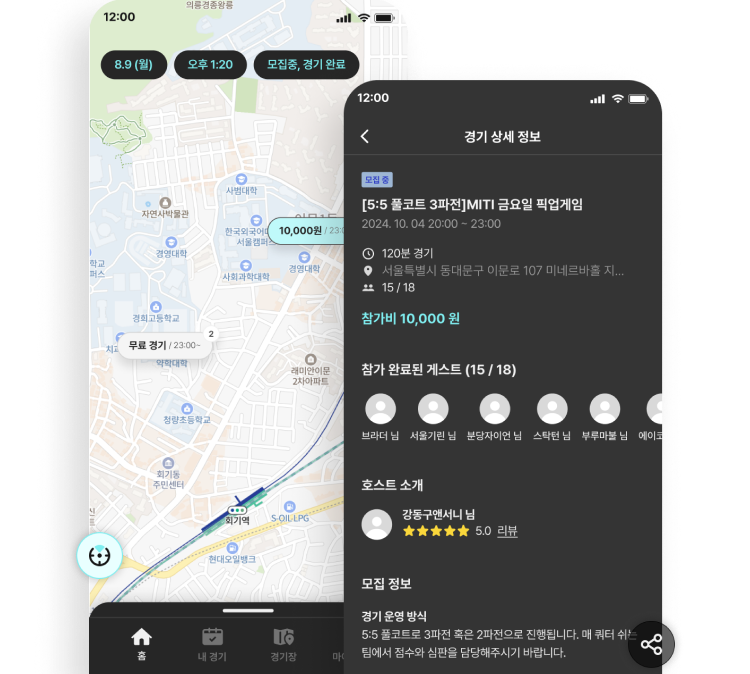 의릉경종왕릉
12:00
8.9 (월)
오후 1:20
모집중, 경기 완료
사범대학
자연사박물관
한국외국어대
서울캠퍼스
10,000원 / 23:0
경영대학
경영대학
사회과학대학
학교
퍼스
경희고등학교
2
무료 경기 / 23:00~
약학대학
래미안이문
2차아파트
청량초등학교
회기동
주민센터
회기역
S-OIL LPG
현대오일뱅크
홈
내 경기
경기장
12:00
경기 상세 정보
모집 중
[5:5 풀코트 3파전]MITI 금요일 픽업게임
2024. 10. 04 20:00 ~ 23:00
120분 경기
서울특별시 동대문구 이문로 107 미네르바홀 지...
15 / 18
참가비 10,000 원
참가 완료된 게스트 (15 / 18)
브라더 님
서울기린 님
분당자이언 님
스탁턴 님
부루마불 님
에이
호스트 소개
강동구앤서니 님
5.0 리뷰
모집 정보
경기 운영 방식
5:5 풀코트로 3파전 혹은 2파전으로 진행됩니다. 매 쿼터 쉬는
팀에서 점수와 심판을 담당해주시기 바랍니다.